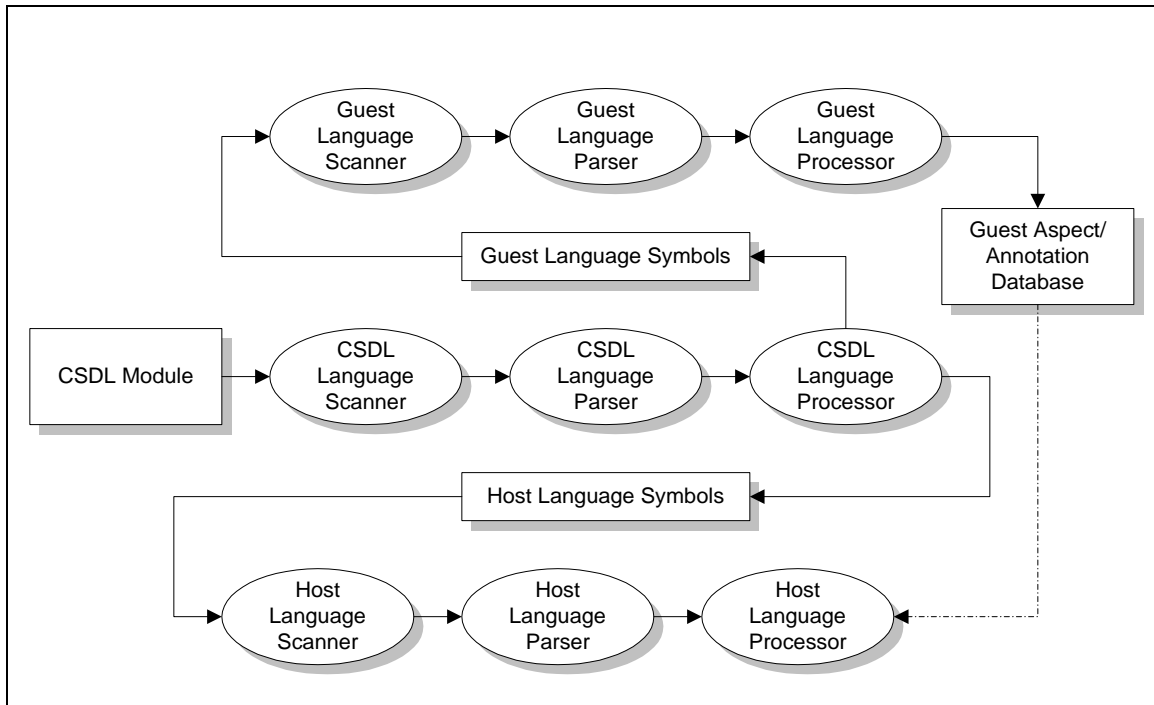 Guest
Language
Scanner
Guest
Language
Parser
Guest
Language
Processor
Guest Aspect/
Annotation
Database
Guest Language Symbols
CSDL Module
CSDL
Language
Scanner
CSDL
Language
Parser
CSDL
Language
Processor
Host Language Symbols
Host
Language
Scanner
Host
Language
Parser
Host
Language
Processor